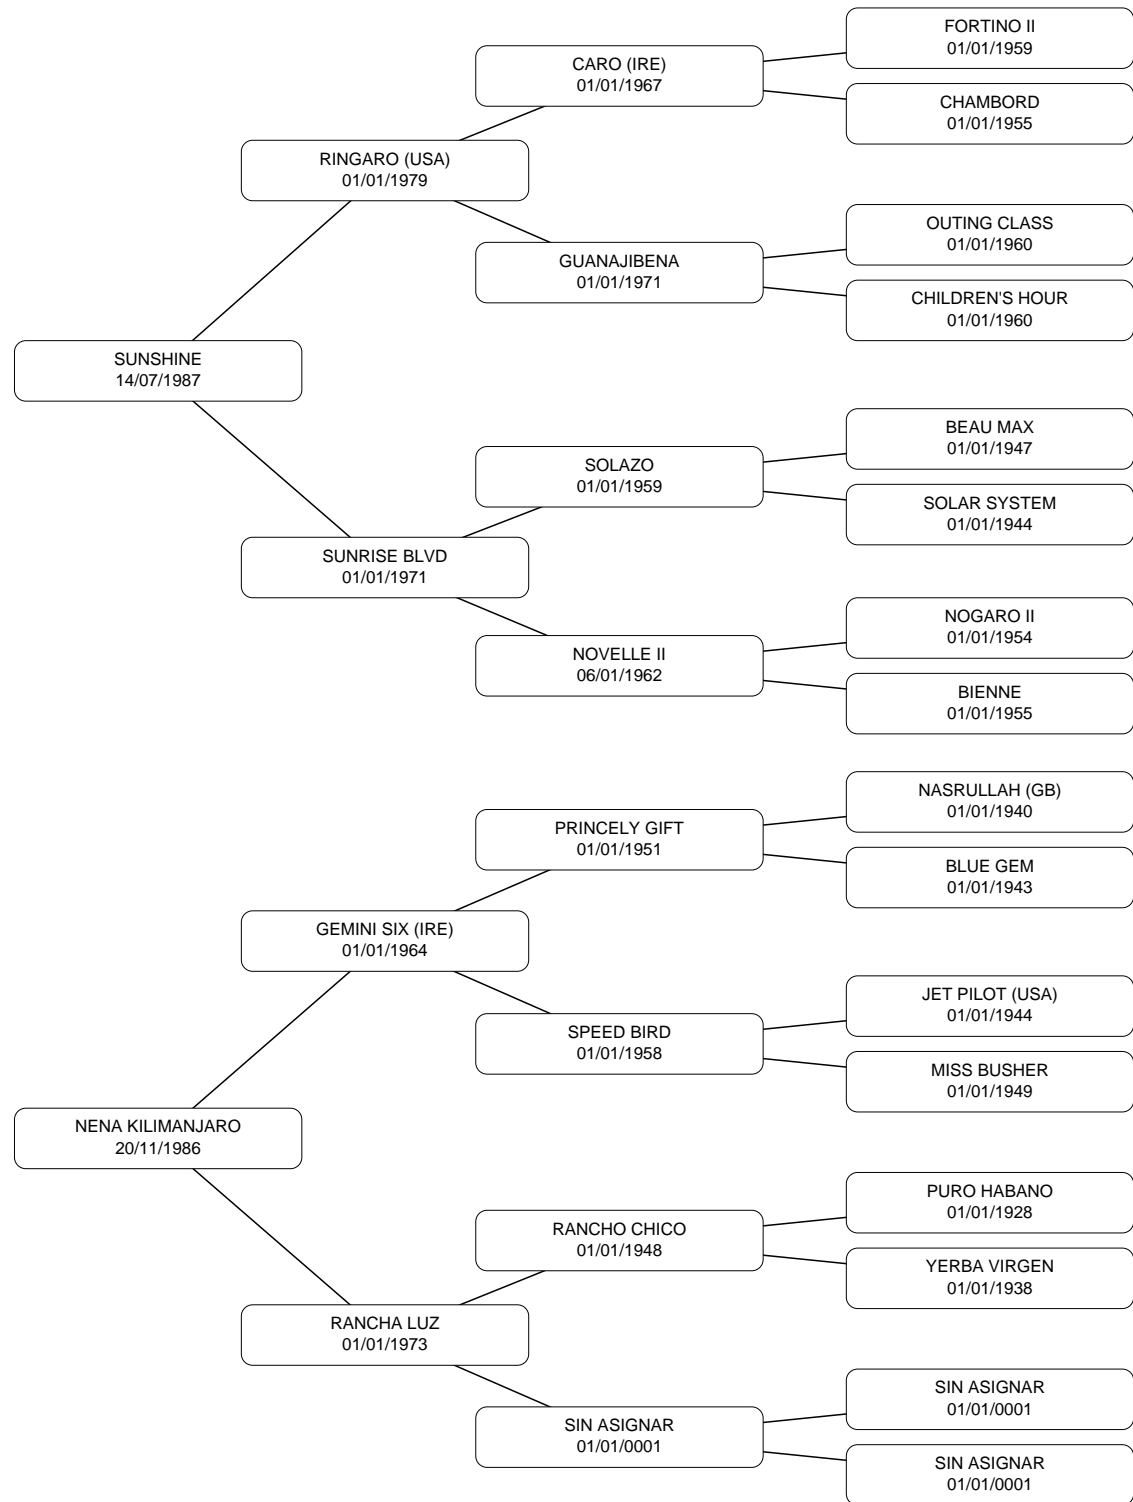 FORTINO II
01/01/1959
CARO (IRE)
01/01/1967
CHAMBORD
01/01/1955
RINGARO (USA)
01/01/1979
OUTING CLASS
01/01/1960
GUANAJIBENA
01/01/1971
CHILDREN'S HOUR
01/01/1960
SUNSHINE
14/07/1987
BEAU MAX
01/01/1947
SOLAZO
01/01/1959
SOLAR SYSTEM
01/01/1944
SUNRISE BLVD
01/01/1971
NOGARO II
01/01/1954
NOVELLE II
06/01/1962
BIENNE
01/01/1955
NASRULLAH (GB)
01/01/1940
PRINCELY GIFT
01/01/1951
BLUE GEM
01/01/1943
GEMINI SIX (IRE)
01/01/1964
JET PILOT (USA)
01/01/1944
SPEED BIRD
01/01/1958
MISS BUSHER
01/01/1949
NENA KILIMANJARO
20/11/1986
PURO HABANO
01/01/1928
RANCHO CHICO
01/01/1948
YERBA VIRGEN
01/01/1938
RANCHA LUZ
01/01/1973
SIN ASIGNAR
01/01/0001
SIN ASIGNAR
01/01/0001
SIN ASIGNAR
01/01/0001